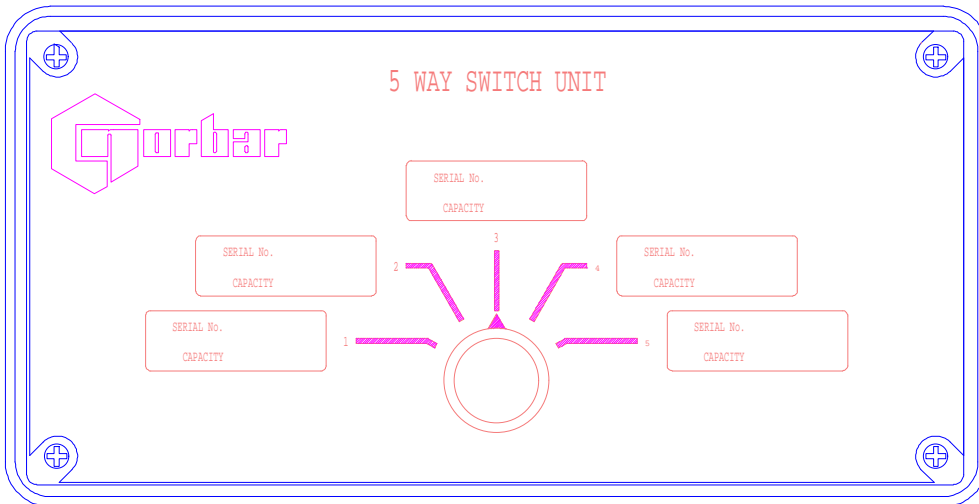 5 WAY SWITCH UNIT
Gorbar
SERIAL No.
CAPACITY
3
SERIAL No.
CAPACITY
2
4
SERIAL No.
CAPACITY
SERIAL No.
CAPACITY
1
5
SERIAL No.
CAPACITY